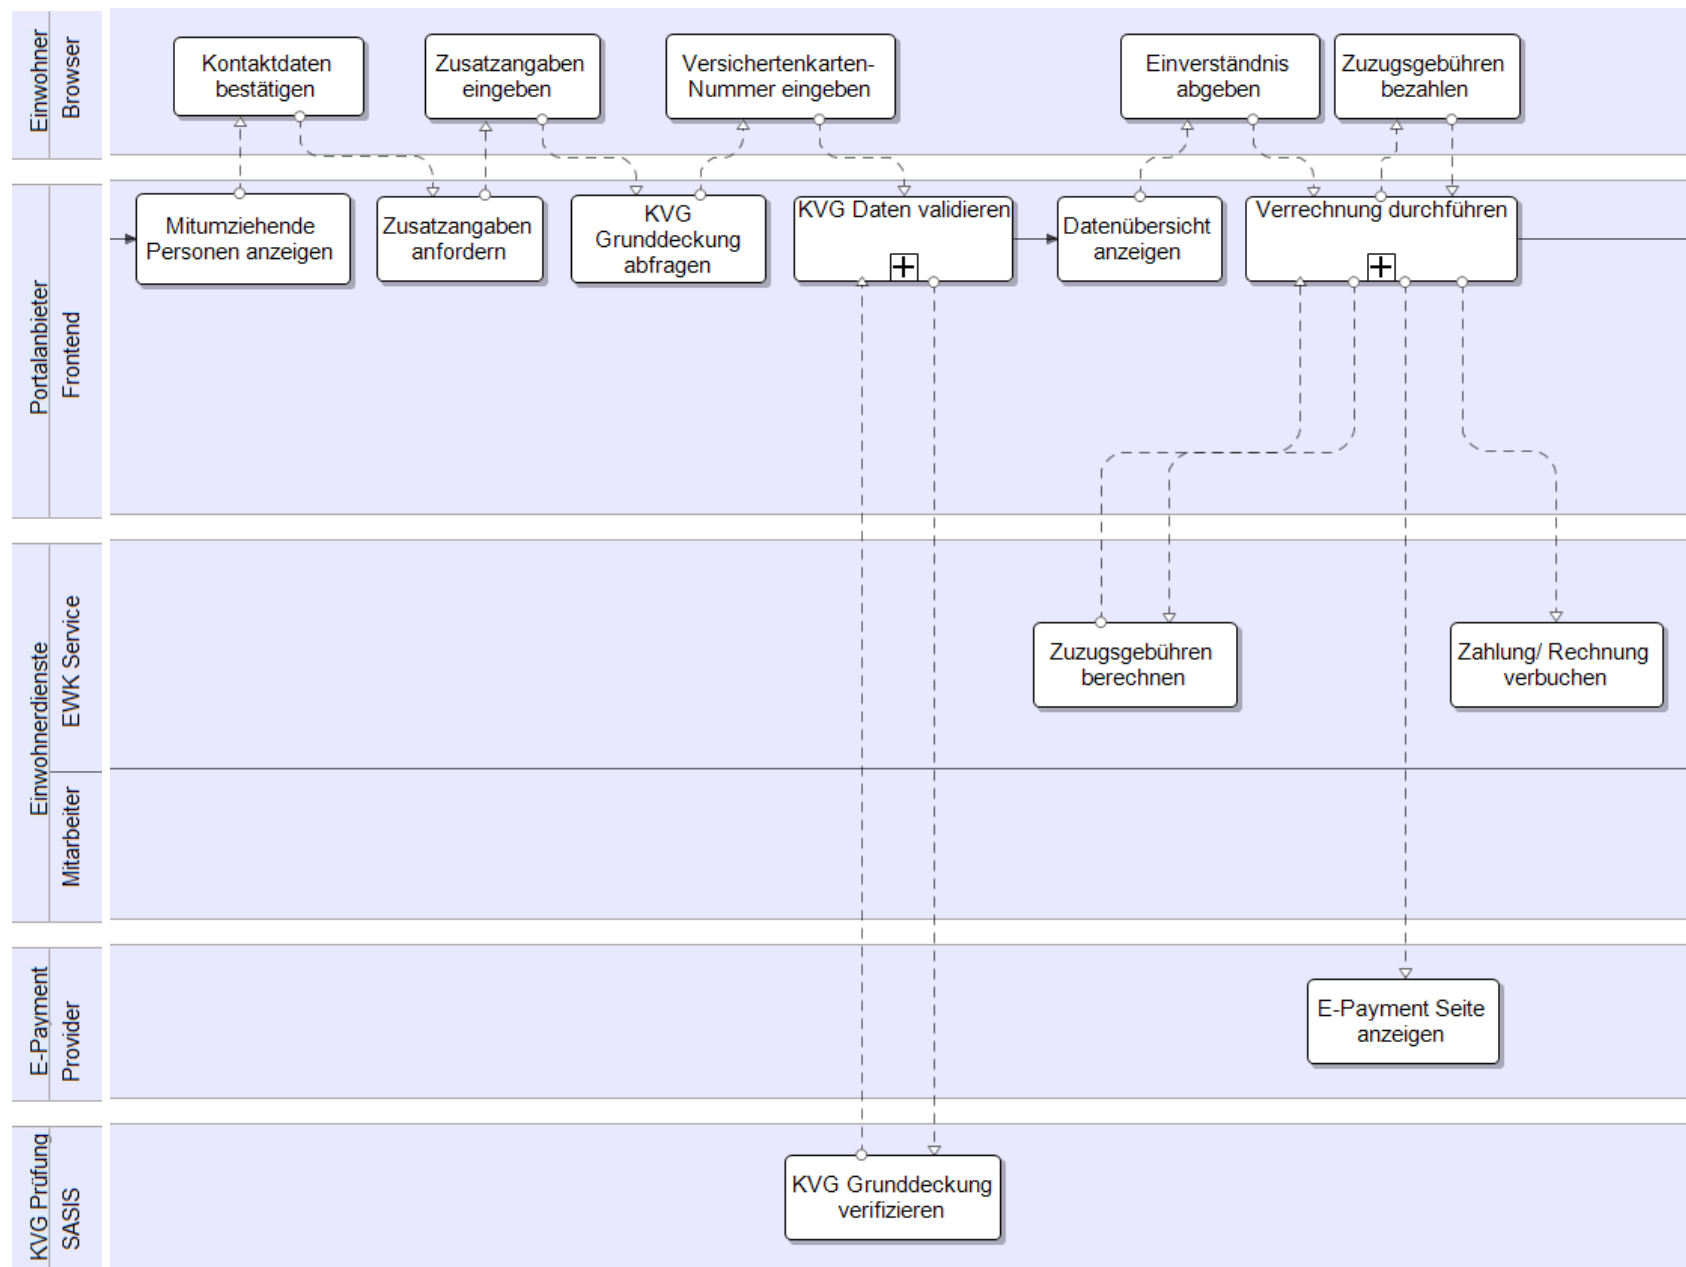 Einwohner
Browser
Kontaktdaten
bestätigen
Zusatzangaben
eingeben
Versichertenkarten-
Nummer eingeben
Einverständnis
abgeben
Zuzugsgebühren
bezahlen
Portalanbieter
Frontend
Mitumziehende
Personen anzeigen
Zusatzangaben
anfordern
KVG
Grunddeckung
abfragen
KVG Daten validieren
Datenübersicht
anzeigen
Verrechnung durchführen
Einwohnerdienste
EWK Service
Zuzugsgebühren
berechnen
Zahlung/ Rechnung
verbuchen
Mitarbeiter
E-Payment
Provider
E-Payment Seite
anzeigen
KVG Prüfung
SASIS
KVG Grunddeckung
verifizieren